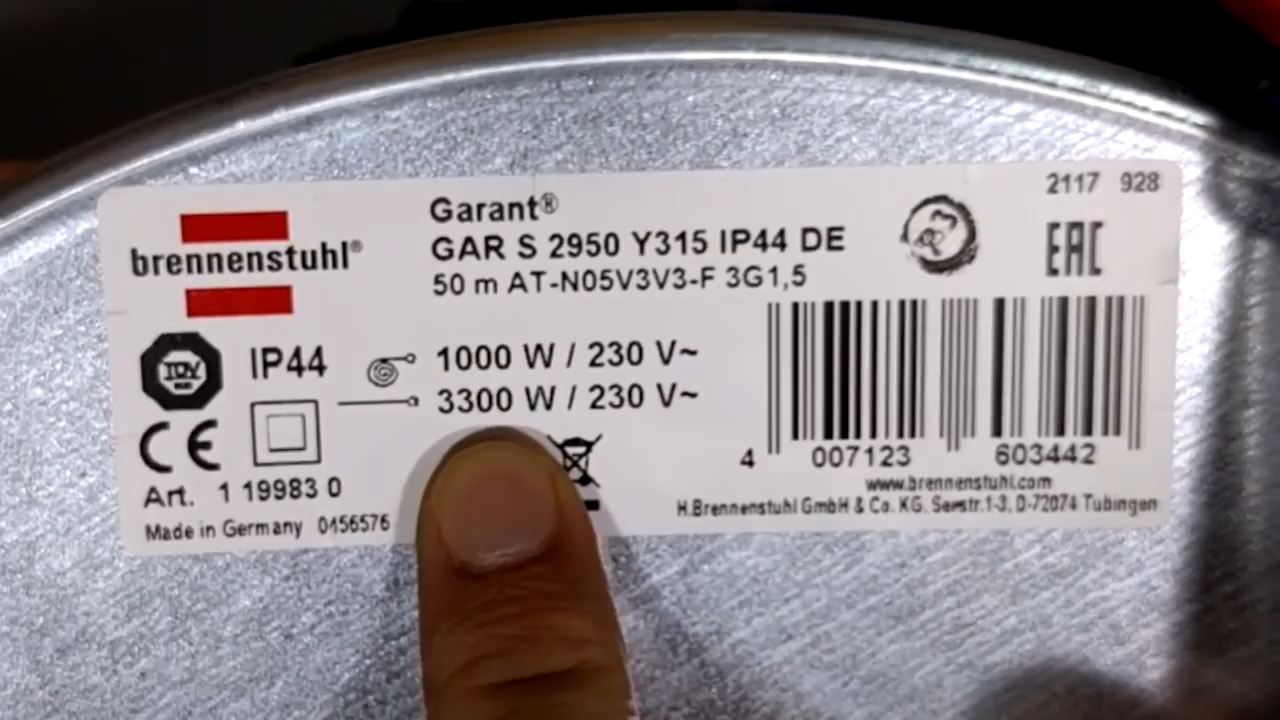 2117 928
Garant®
GAR S 2950 Y315 IP44 DE
50 m AT-N05V3V3-F 3G1,5
brennenstuhl®
EAC
IP44
1000 W / 230 V~
3300 W / 230 V~
CE
4 007123 603442
Art. 1 19983 0
www.brennenstuhl.com
H.Brennenstuhl GmbH & Co. KG, Seestr.1-3, D-72074 Tübingen
Made in Germany 0456576